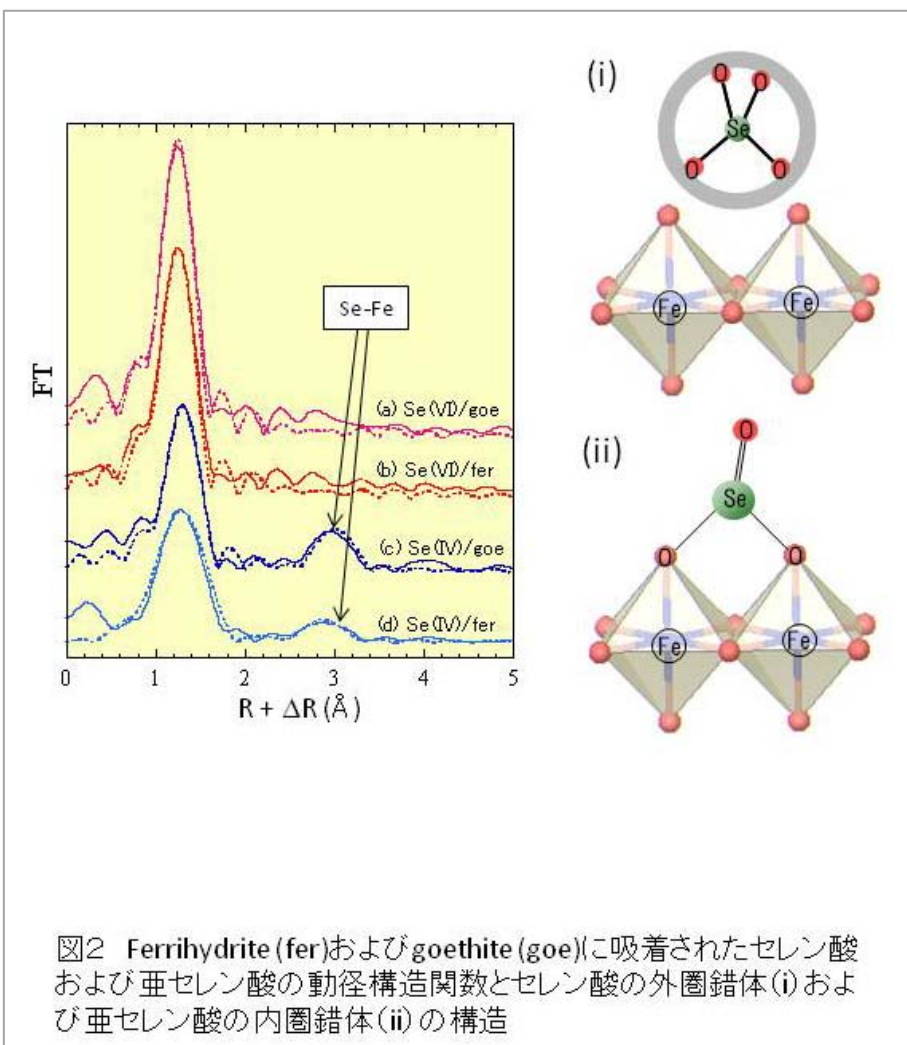 (i)
O
O
Se
O
O
Fe
Fe
Se-Fe
FT
(a) Se(VI)/goe
(b) Se(VI)/fer
(c) Se(IV)/goe
(d) Se(IV)/fer
0
1
2
3
4
5
R + ΔR (Å)
(ii)
O
Se
O
O
Fe
Fe
図2 Ferrihydrite (fer)およびgoethite (goe)に吸着されたセレン酸
および亜セレン酸の動径構造関数とセレン酸の外圏錯体(i)およ
び亜セレン酸の内圏錯体(ii)の構造